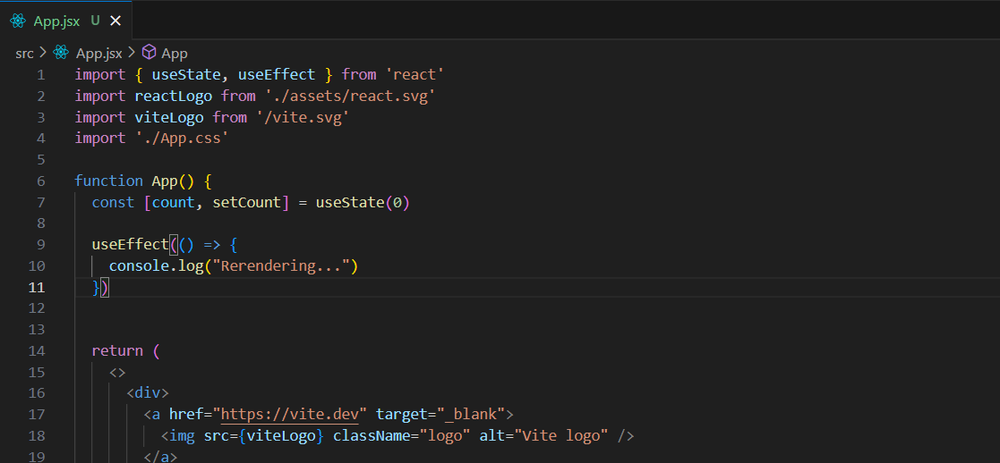 App.jsx U
src App.jsx App
1 import { useState, useEffect } from 'react'
2 import reactLogo from './assets/react.svg'
3 import viteLogo from '/vite.svg'
4 import './App.css'
5
6 function App() {
7 const [count, setCount] = useState(0)
8
9 useEffect(() => {
10 console.log("Rerendering...")
11 })
12
13
14 return (
15 <>
16 <div>
17 <a href="https://vite.dev" target="_blank">
18 <img src={viteLogo} className="logo" alt="Vite logo" />
19 </a>